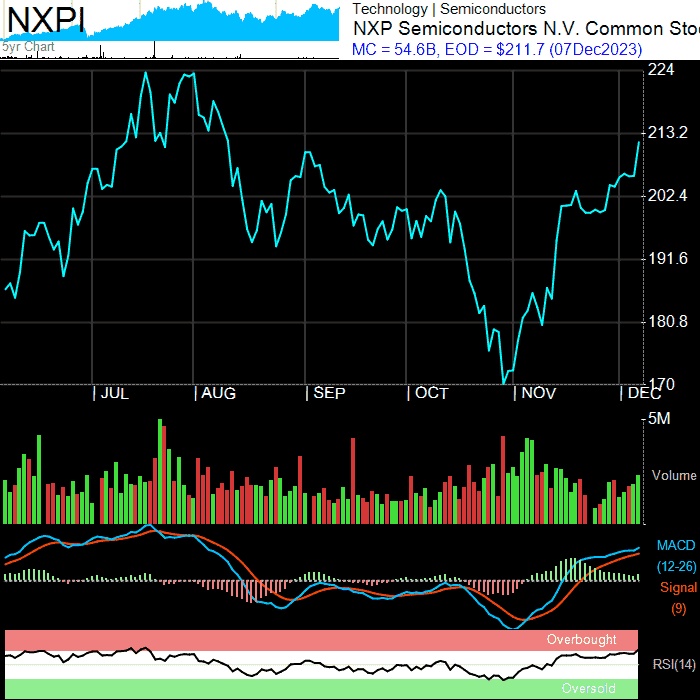 NXPI
5yr Chart
Technology | Semiconductors
NXP Semiconductors N.V. Common Sto
MC = 54.6B, EOD = $211.7 (07Dec2023)
224
213.2
202.4
191.6
180.8
170
| JUL | AUG | SEP | OCT | NOV | DEC
5M
Volume
MACD
(12-26)
Signal
(9)
Overbought
RSI(14)
Oversold